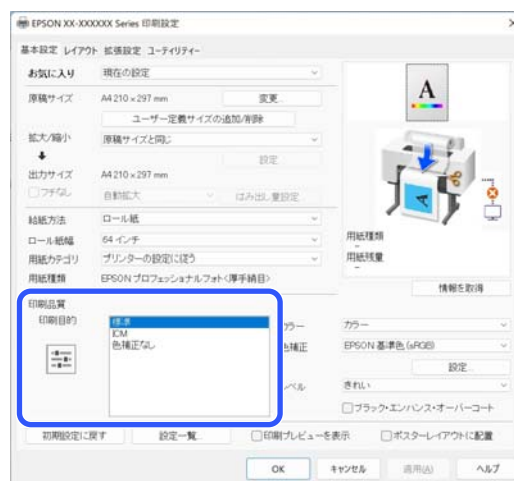 EPSON XX-XXXXXX Series 印刷設定
基本設定 レイアウト 拡張設定 ユーティリティー
お気に入り 現在の設定
原稿サイズ A4 210 x 297 mm 変更...
ユーザー定義サイズの追加/削除
拡大/縮小 原稿サイズと同じ
設定
出力サイズ A4 210 x 297 mm
フチなし 自動拡大 はみ出し量設定
給紙方法 ロール紙
ロール紙幅 64 インチ
用紙カテゴリ プリンターの設定に従う
用紙種類 EPSON プロフェッショナルフォト<厚手絹目>
A
用紙種類
-
用紙残量
-
情報を取得
印刷品質
印刷目的
標準
ICM
色補正なし
カラー カラー
色補正 EPSON 基準色 (sRGB)
設定...
レベル きれい
ブラック・エンハンス・オーバーコート
初期設定に戻す 設定一覧... 印刷プレビューを表示 ポスターレイアウトに配置
OK キャンセル 適用(A) ヘルプ